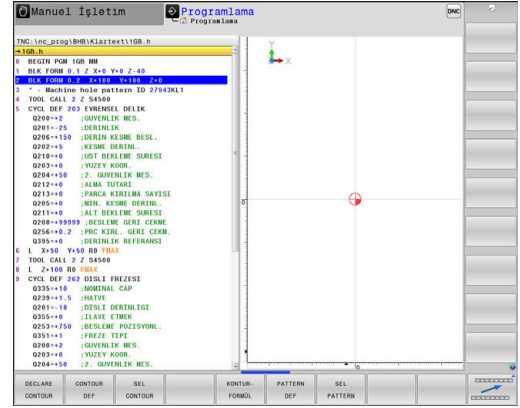 Manuel İşletim
Programlama
Programlama
DNC
TNC:\nc_prog\BHB\Klartext\1GB.h
→1GB.h
0 BEGIN PGM 1GB MM
1 BLK FORM 0.1 Z X+0 Y+0 Z-40
2 BLK FORM 0.2 X+100 Y+100 Z+0
3 * - Machine hole pattern ID 27943KL1
4 TOOL CALL 2 Z S4500
5 CYCL DEF 203 EVRENSEL DELIK
Q200=+2 ;GUVENLIK MES.
Q201=-25 ;DERINLIK
Q206=+150 ;DERIN KESME BESL.
Q202=+5 ;KESME DERINL.
Q210=+0 ;UST BEKLEME SURESI
Q203=+0 ;YUZEY KOOR.
Q204=+50 ;2. GUVENLIK MES.
Q212=+0 ;ALMA TUTARI
Q213=+0 ;PARCA KIRILMA SAYISI
Q205=+0 ;MIN. KESME DERINL.
Q211=+0 ;ALT BEKLEME SURESI
Q208=+99999 ;BESLEME GERI CEKME
Q256=+0.2 ;PRC KIRL. GERI CEKM.
Q395=+0 ;DERINLIK REFERANSI
6 L X+50 Y+50 R0 FMAX
7 TOOL CALL 2 Z S4500
8 L Z+100 R0 FMAX
9 CYCL DEF 262 DISLI FREZESI
Q335=+10 ;NOMINAL CAP
Q239=+1.5 ;HATVE
Q201=-18 ;DISLI DERINLIGI
Q355=+0 ;ILAVE ETMEK
Q253=+750 ;BESLEME POZISYONL.
Q351=+1 ;FREZE TIPI
Q200=+2 ;GUVENLIK MES.
Q203=+0 ;YUZEY KOOR.
Q204=+50 ;2. GUVENLIK MES.
Y
X
0
0
DECLARE CONTOUR
CONTOUR DEF
SEL CONTOUR
KONTUR- FORMÜL
PATTERN DEF
SEL PATTERN